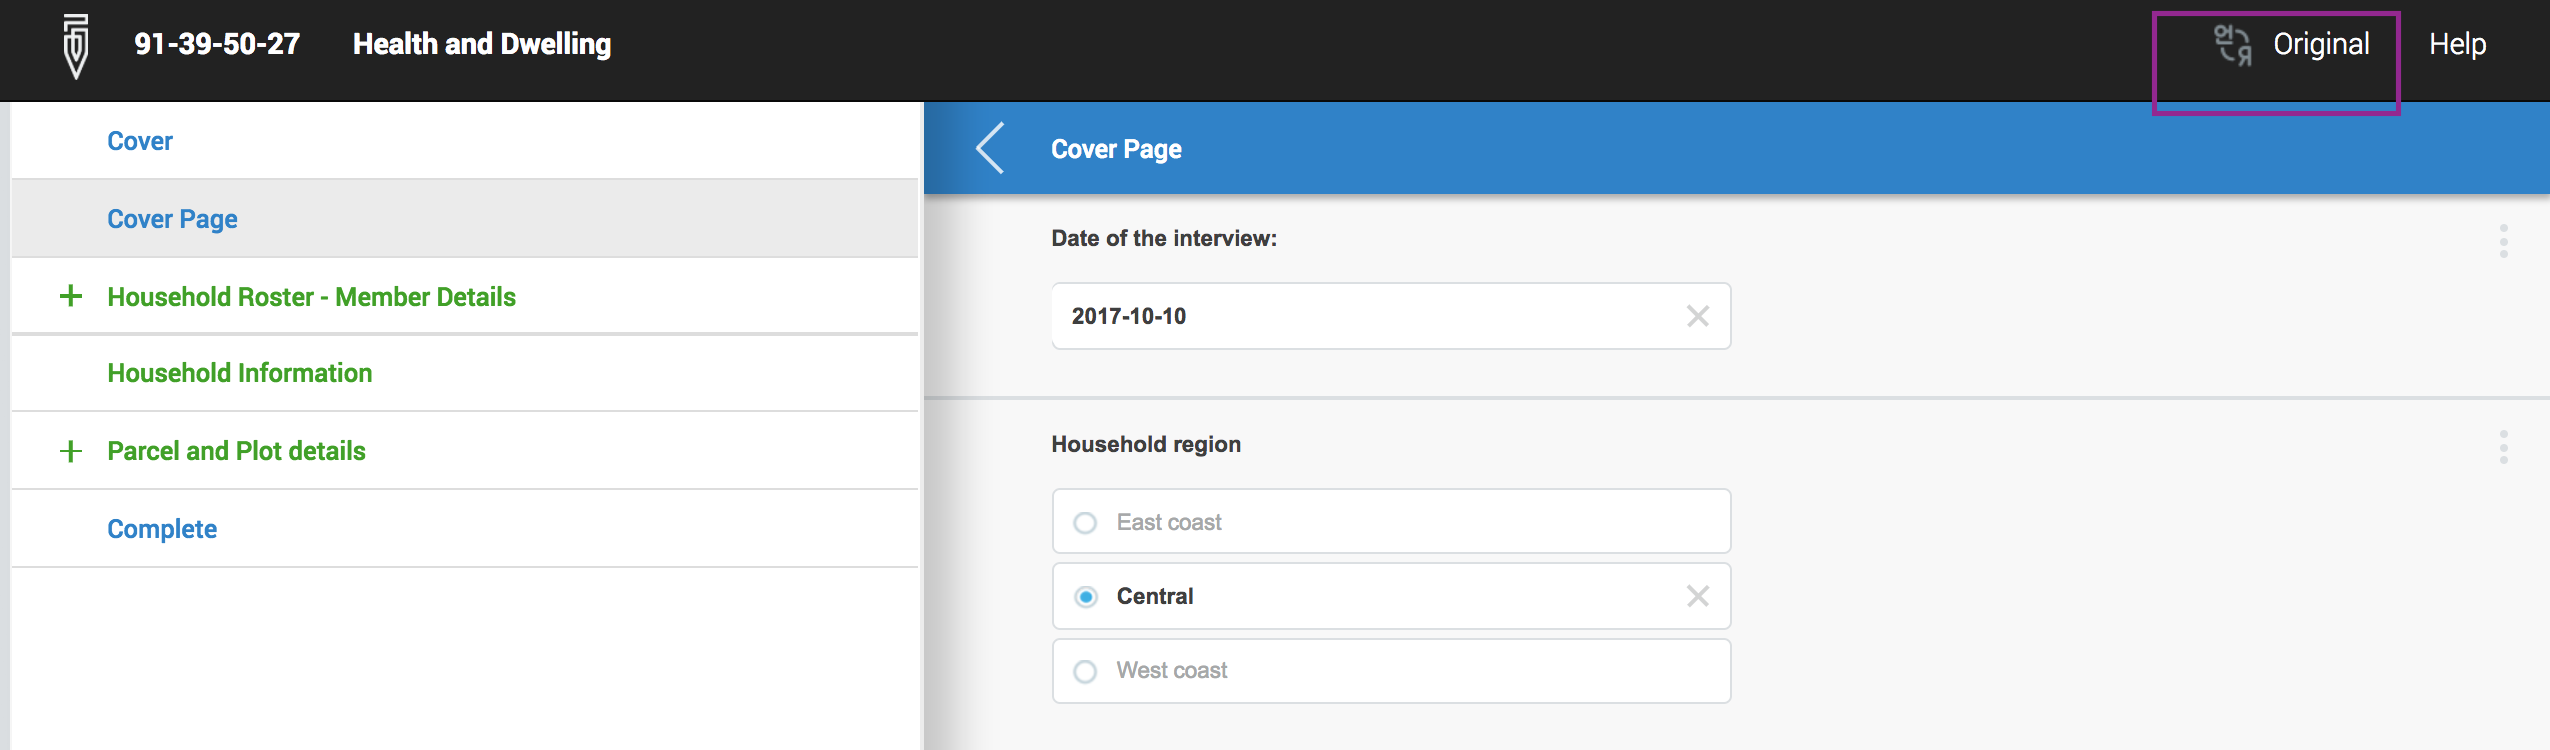 91-39-50-27 Health and Dwelling Original Help
Cover
Cover Page
+ Household Roster - Member Details
Household Information
+ Parcel and Plot details
Complete
Cover Page
Date of the interview:
2017-10-10
Household region
East coast
Central
West coast